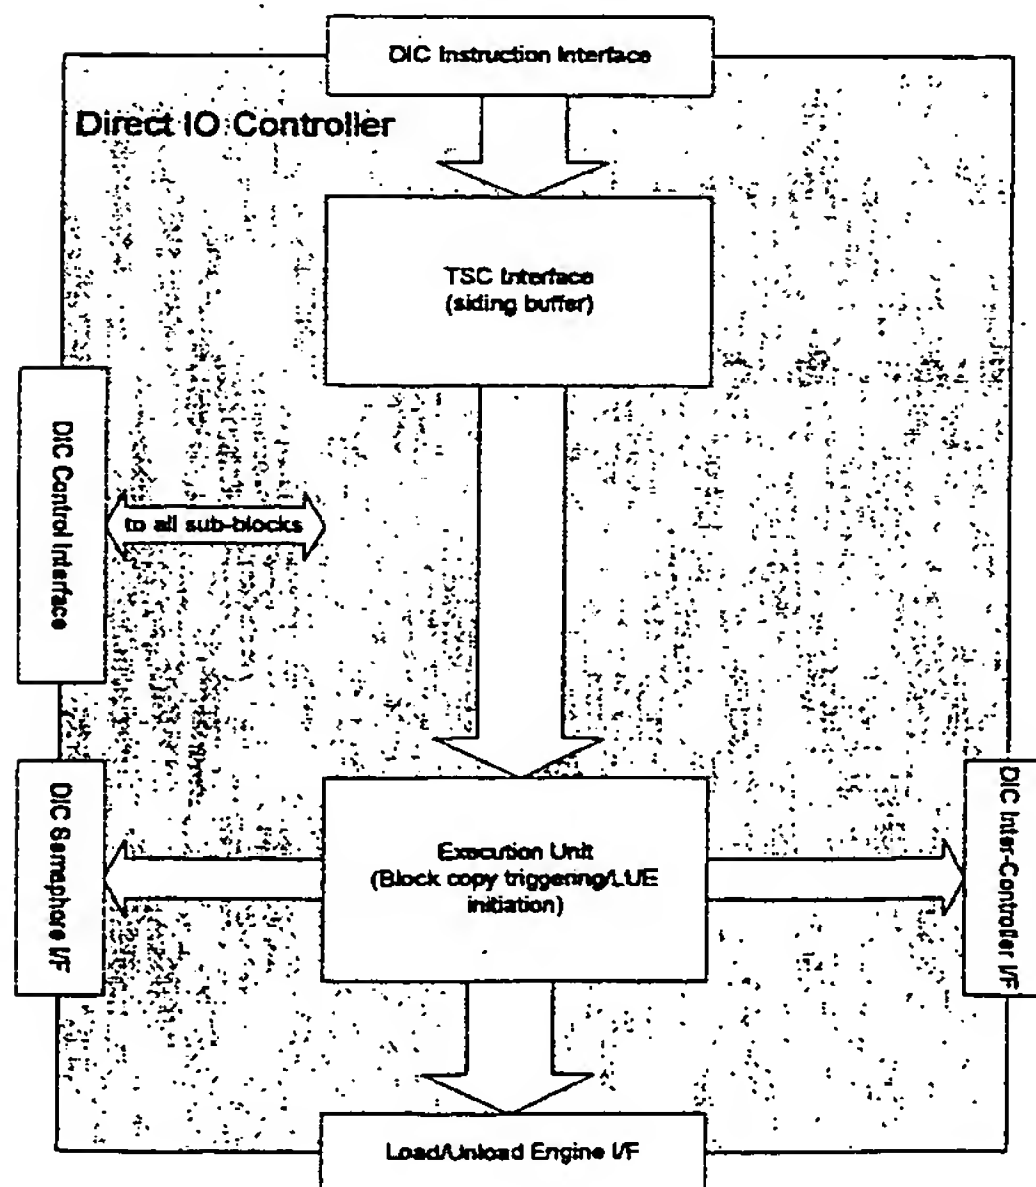 DIC Instruction Interface
Direct IO Controller
TSC Interface
(siding buffer)
DIC Control Interface
to all sub-blocks
DIC Semaphore I/F
Execution Unit
(Block copy triggering/LUE
initiation)
DIC Inter-Controller I/F
Load/Unload Engine I/F